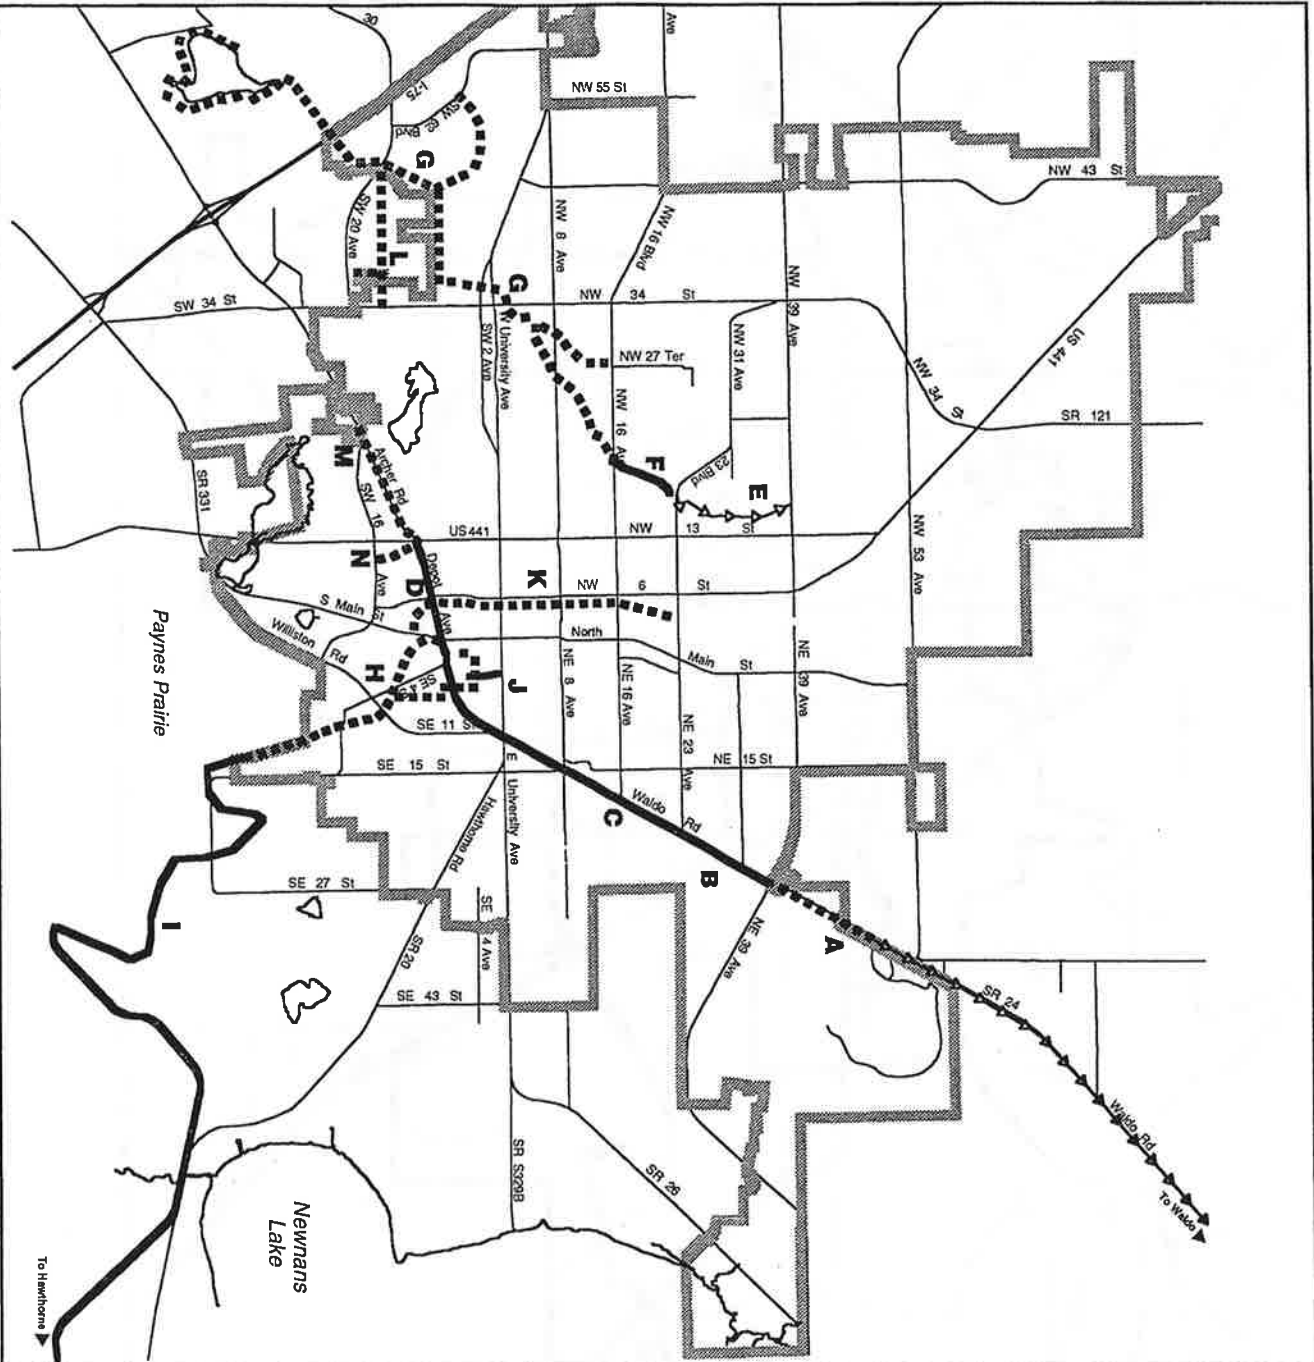 30
Ave
I-75
SW 62 Blvd
NW 55 St
G
NW 43 St
SW 20 Ave
L
NW 8 Ave
NW 16 Blvd
G
NW 34 St
SW 34 St
NW 39 Ave
US 441
W University Ave
SW 2 Ave
NW 31 Ave
NW 27 Ter
NW 34 St
SR 121
NW 16 Av
M
Archer Rd
F
23 Blvd
E
SR 331
SW 16 Ave
US 441
NW 13 St
NW 53 Ave
N
Depot Ave
D
K
NW 6 St
S Main St
Williston Rd
Paynes Prairie
North Main St
H
SE 4 St
J
NE 8 Ave
NE 16 Ave
NE 39 Ave
SE 11 St
NE 23 Ave
SE 15 St
E University Ave
NE 15 St
Hawthorne Rd
Waldo Rd
C
B
SE 27 St
I
SE 4 Ave
SR 20
NE 39 Ave
A
SE 43 St
SR 24
Waldo Rd
To Waldo
SR S329B
SR 26
Newnans
Lake
To Hawthorne